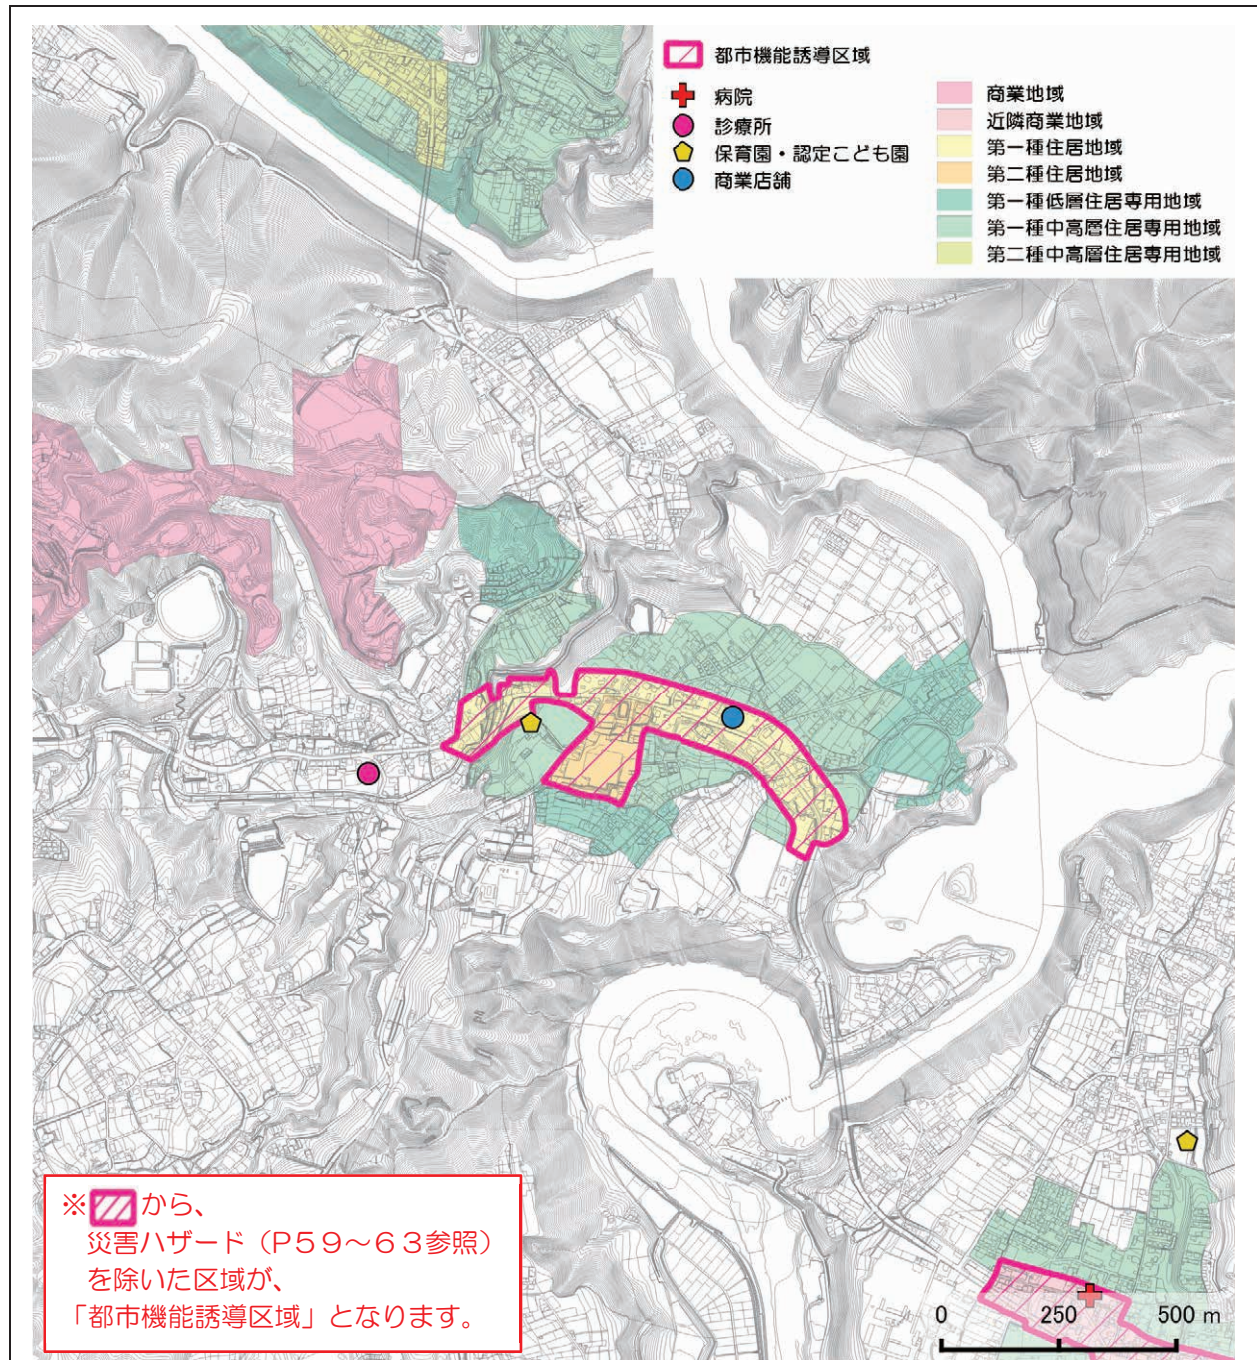 都市機能誘導区域
病院
診療所
保育園・認定こども園
商業店舗
商業地域
近隣商業地域
第一種住居地域
第二種住居地域
第一種低層住居専用地域
第一種中高層住居専用地域
第二種中高層住居専用地域
※から、
災害ハザード（P５９～６３参照）
を除いた区域が、
「都市機能誘導区域」となります。
0 250 500 m